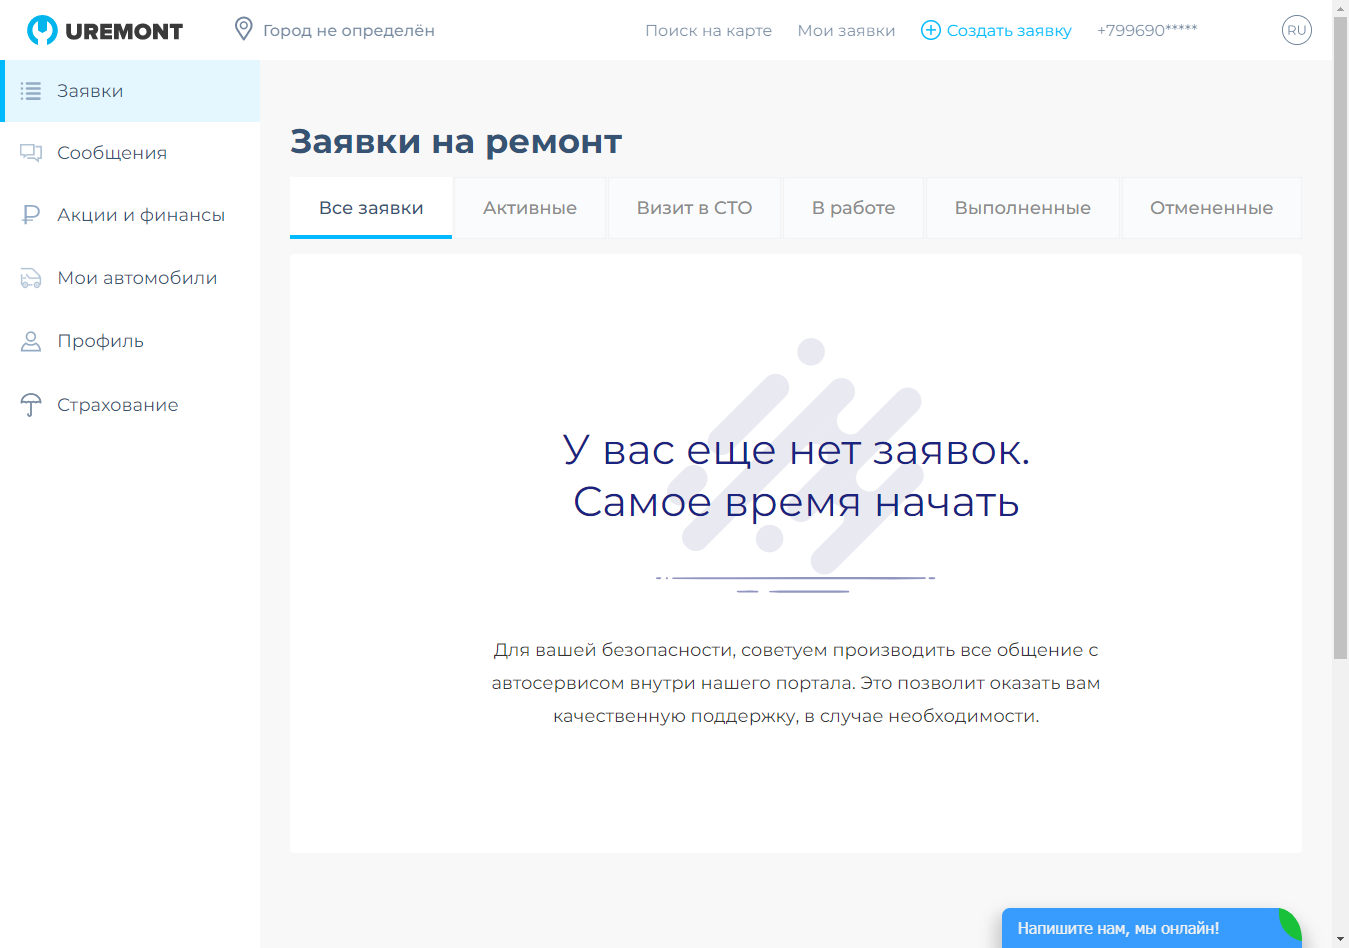 UREMONT
Город не определён
Поиск на карте
Мои заявки
Создать заявку
+799690*****
RU
Заявки
Сообщения
Акции и финансы
Мои автомобили
Профиль
Страхование
Заявки на ремонт
Все заявки
Активные
Визит в СТО
В работе
Выполненные
Отмененные
У вас еще нет заявок.
Самое время начать
Для вашей безопасности, советуем производить все общение с
автосервисом внутри нашего портала. Это позволит оказать вам
качественную поддержку, в случае необходимости.
Напишите нам, мы онлайн!